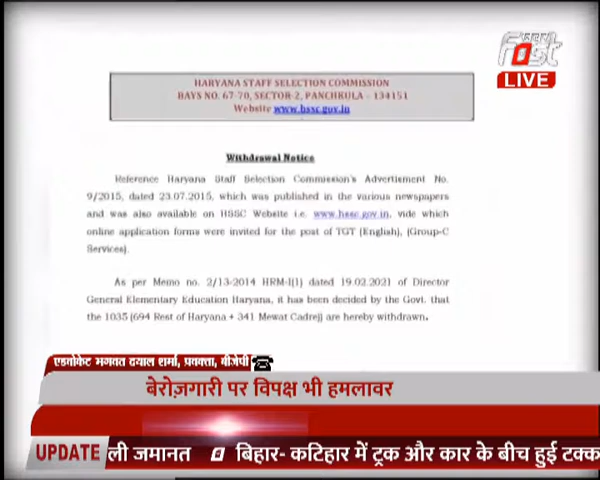 खबरें
fast
LIVE
HARYANA STAFF SELECTION COMMISSION
BAYS NO. 67-70, SECTOR-2, PANCHKULA - 134151
Website www.hssc.gov.in
Withdrawal Notice
Reference Haryana Staff Selection Commission's Advertisment No.
9/2015, dated 23.07.2015, which was published in the various newspapers
and was also available on HSSC Website i.e. www.hssc.gov.in, vide which
online application forms were invited for the post of TGT (English), (Group-C
Services).
As per Memo no. 2/13-2014 HRM-I(1) dated 19.02.2021 of Director
General Elementary Education Haryana, it has been decided by the Govt. that
the 1035 (694 Rest of Haryana + 341 Mewat Cadre)] are hereby withdrawn.
एडवोकेट भगवत दयाल शर्मा, प्रवक्ता, बीजेपी
बेरोज़गारी पर विपक्ष भी हमलावर
UPDATE ली जमानत बिहार- कटिहार में ट्रक और कार के बीच हुई टक्क